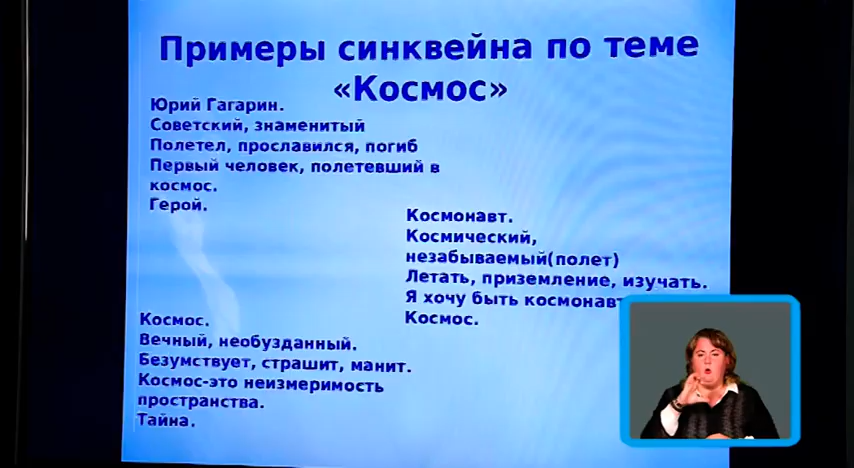 Примеры синквейна по теме
«Космос»
Юрий Гагарин.
Советский, знаменитый
Полетел, прославился, погиб
Первый человек, полетевший в
космос.
Герой.
Космонавт.
Космический,
незабываемый(полет)
Летать, приземление, изучать.
Я хочу быть
Космос.
Космос.
Вечный, необузданный.
Безумствует, страшит, манит.
Космос-это неизмеримость
пространства.
Тайна.